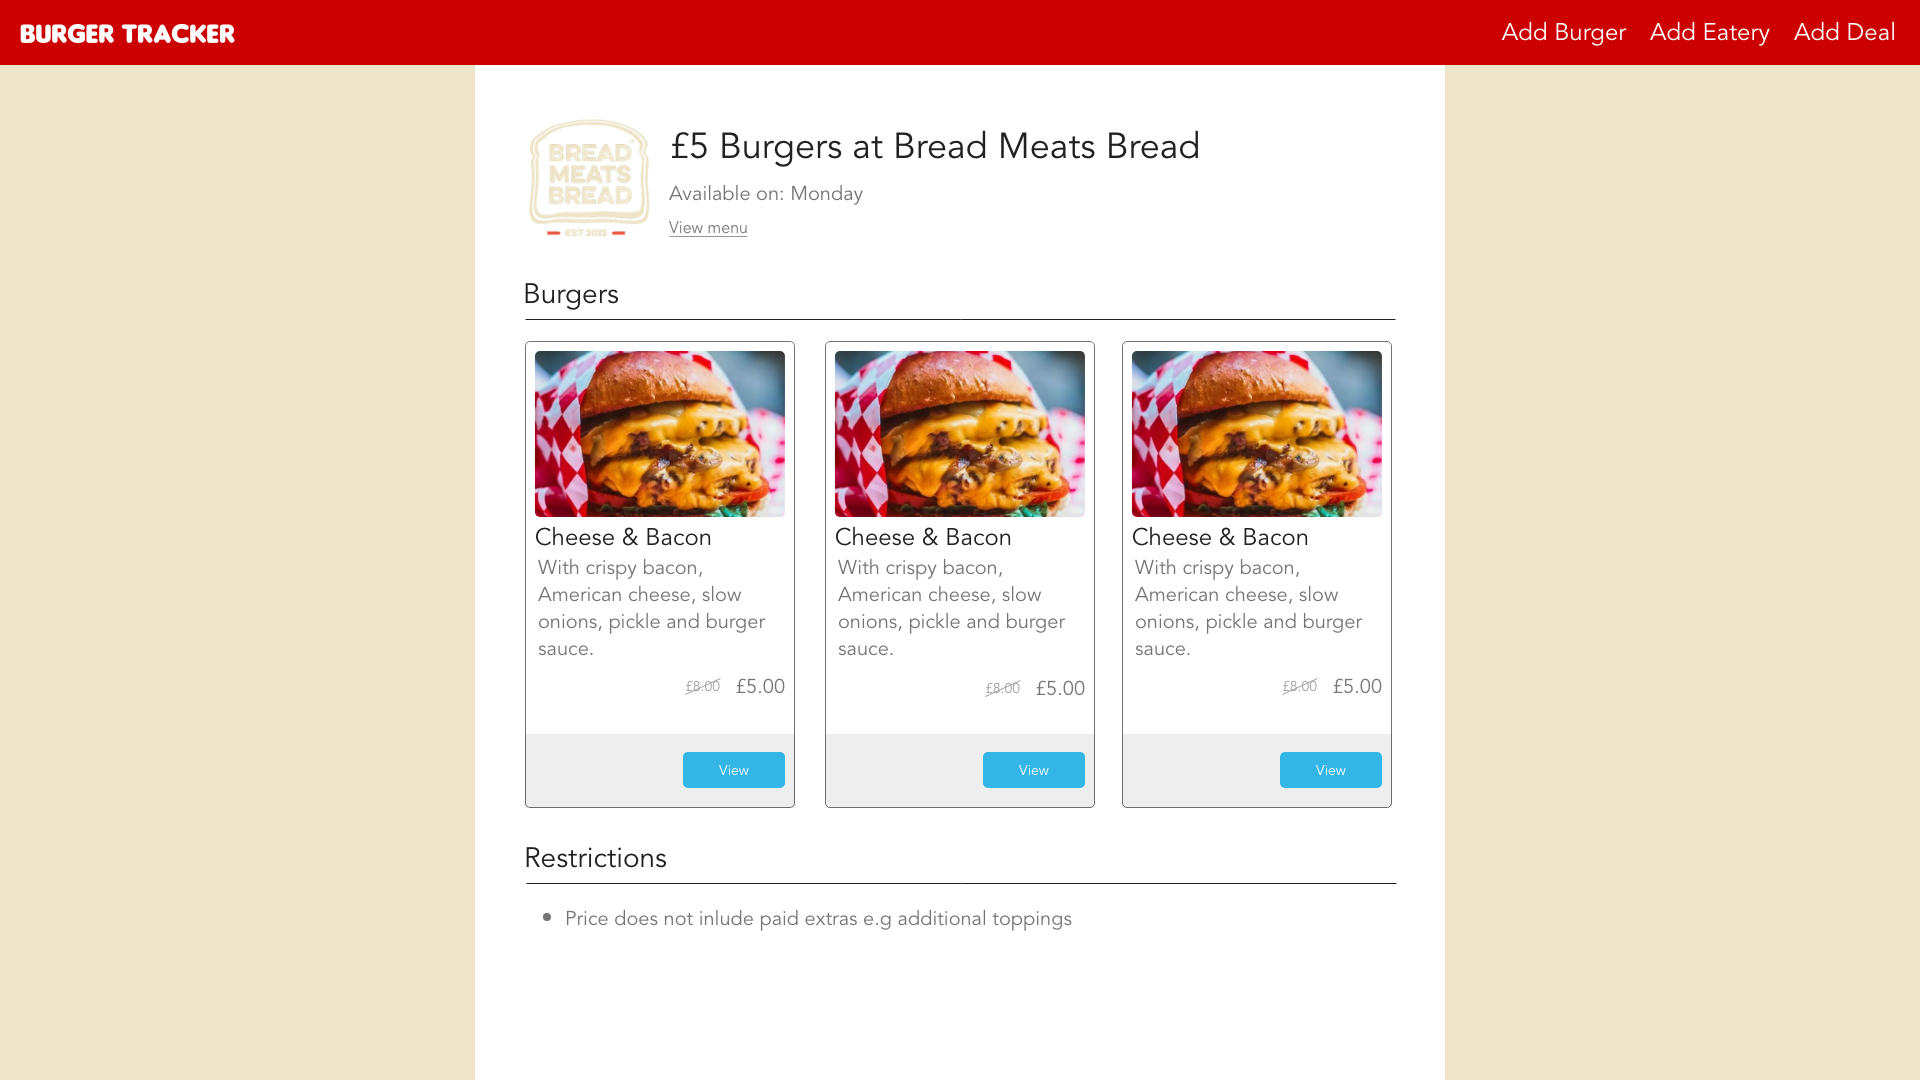 BURGER TRACKER
Add Burger Add Eatery Add Deal
BREAD
MEATS
BREAD
EST 2012
£5 Burgers at Bread Meats Bread
Available on: Monday
View menu
Burgers
Cheese & Bacon
With crispy bacon,
American cheese, slow
onions, pickle and burger
sauce.
£8.00 £5.00
View
Cheese & Bacon
With crispy bacon,
American cheese, slow
onions, pickle and burger
sauce.
£8.00 £5.00
View
Cheese & Bacon
With crispy bacon,
American cheese, slow
onions, pickle and burger
sauce.
£8.00 £5.00
View
Restrictions
• Price does not inlude paid extras e.g additional toppings